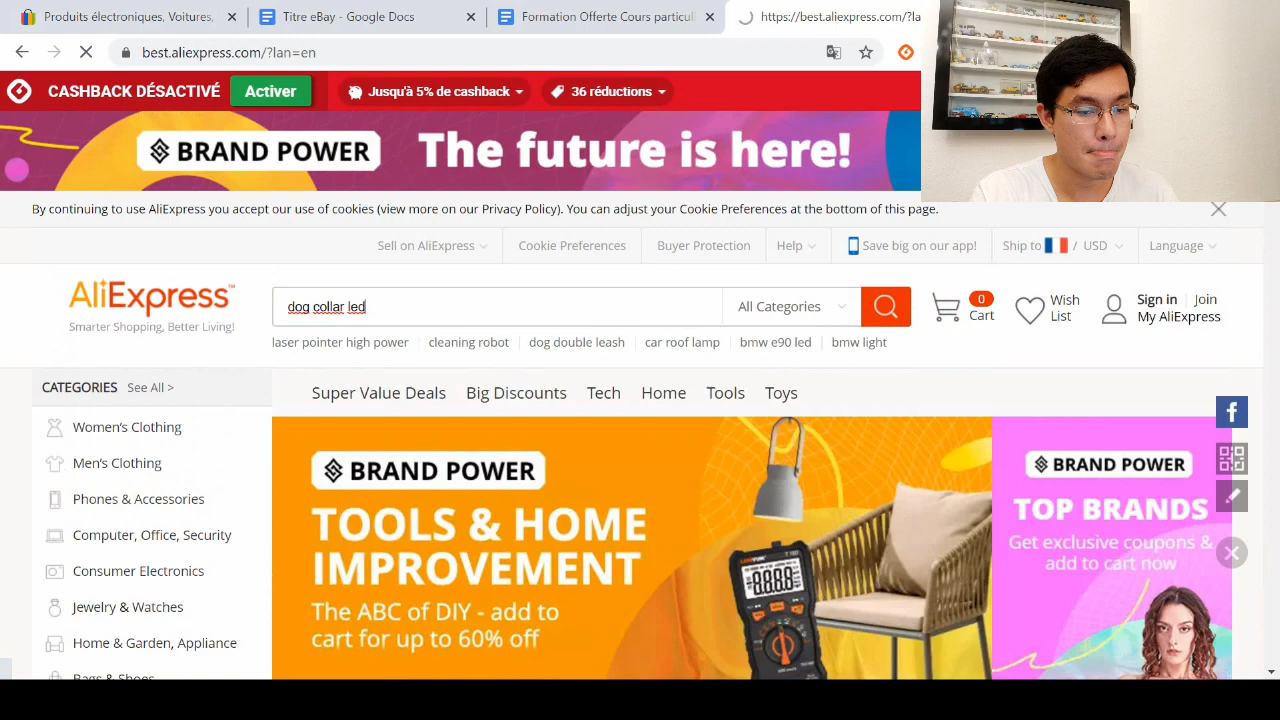 Produits électroniques, Voitures,
Titre eBay - Google Docs
Formation Offerte Cours particul
https://best.aliexpress.com/?la
best.aliexpress.com/?lan=en
CASHBACK DÉSACTIVÉ
Activer
Jusqu'à 5% de cashback
36 réductions
BRAND POWER
The future is here!
By continuing to use AliExpress you accept our use of cookies (view more on our Privacy Policy). You can adjust your Cookie Preferences at the bottom of this page.
Sell on AliExpress
Cookie Preferences
Buyer Protection
Help
Save big on our app!
Ship to / USD
Language
AliExpress™
Smarter Shopping, Better Living!
dog collar led
All Categories
0
Cart
Wish
List
Sign in
Join
My AliExpress
laser pointer high power
cleaning robot
dog double leash
car roof lamp
bmw e90 led
bmw light
CATEGORIES See All >
Super Value Deals
Big Discounts
Tech
Home
Tools
Toys
Women's Clothing
Men's Clothing
Phones & Accessories
Computer, Office, Security
Consumer Electronics
Jewelry & Watches
Home & Garden, Appliance
Bags & Shoes
BRAND POWER
TOOLS & HOME
IMPROVEMENT
The ABC of DIY - add to
cart for up to 60% off
BRAND POWER
TOP BRANDS
Get exclusive coupons &
add to cart now